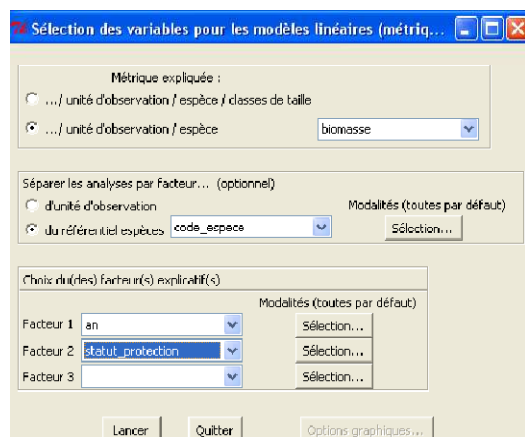 Sélection des variables pour les modèles linéaires (métriq...
Métrique expliquée :
.../ unité d'observation / espèce / classes de taille
.../ unité d'observation / espèce
biomasse
Séparer les analyses par facteur... (optionnel)
d'unité d'observation
Modalités (toutes par défaut)
du référentiel espèces
code_espece
Sélection...
Choix du(des) facteur(s) explicatif(s)
Modalités (toutes par défaut)
Facteur 1 an Sélection...
Facteur 2 statut_protection Sélection...
Facteur 3 Sélection...
Lancer Quitter Options graphiques...